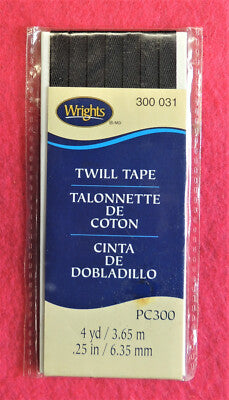 Wrights
300 031
TWILL TAPE
TALONNETTE
DE
COTON
CINTA
DE
DOBLADILLO
PC300
4 yd / 3.65 m
.25 in / 6.35 mm